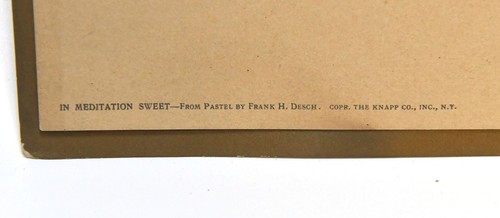 IN MEDITATION SWEET—FROM PASTEL BY FRANK H. DESCH. COPR. THE KNAPP CO., INC., N.Y.